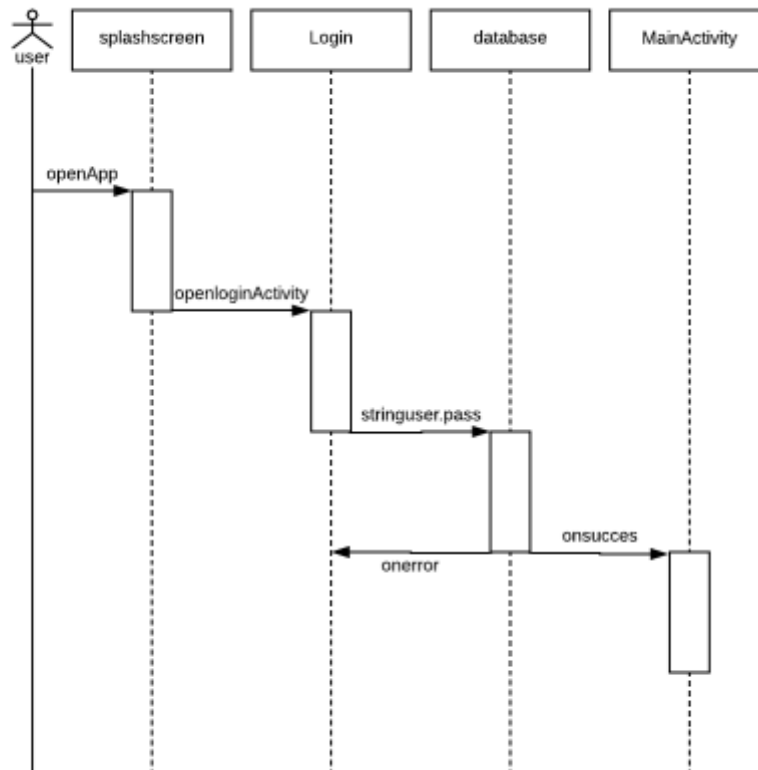 user
splashscreen
Login
database
MainActivity
openApp
openloginActivity
stringuser.pass
onsucces
onerror